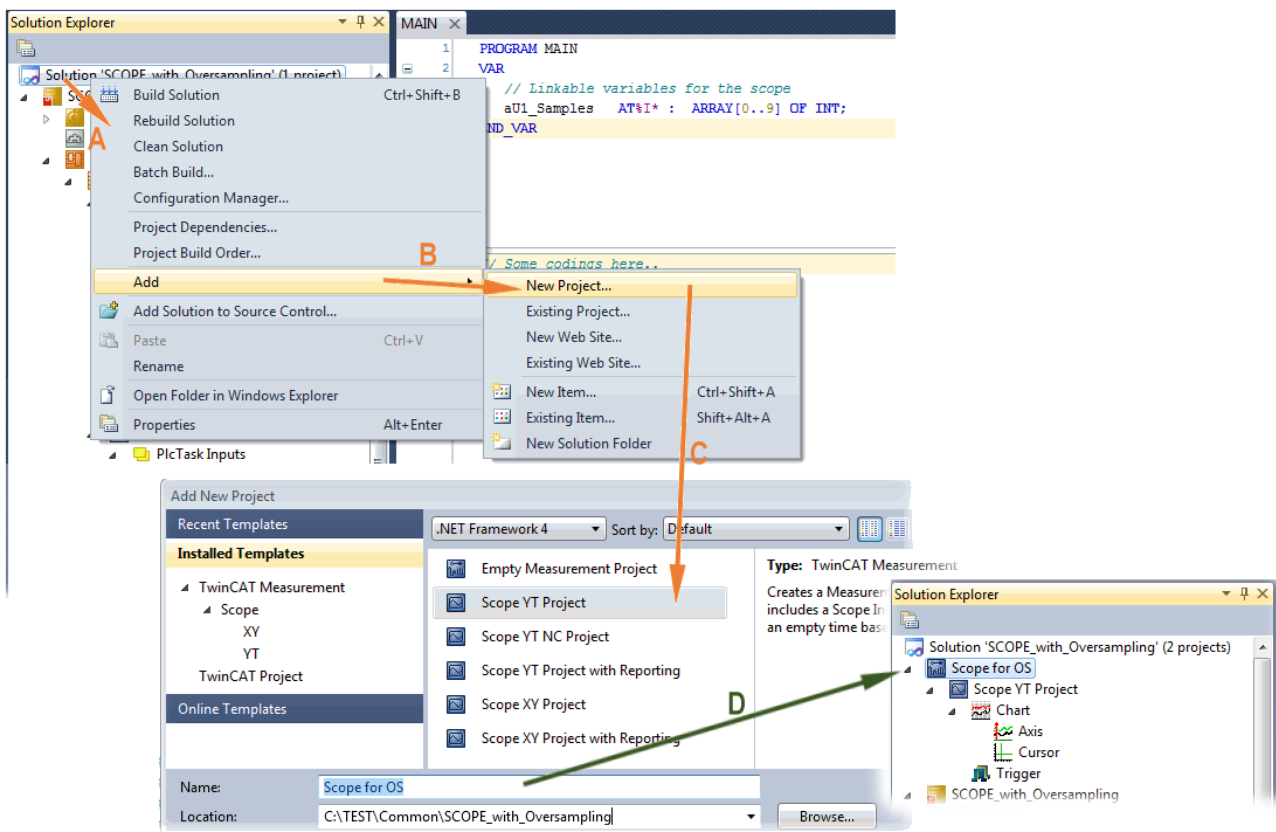 Solution Explorer
MAIN
Solution 'SCOPE_with_Oversampling' (1 project)
1 PROGRAM MAIN
2 VAR
// Linkable variables for the scope
aU1_Samples AT%I* : ARRAY[0..9] OF INT;
ND_VAR
A
Build Solution Ctrl+Shift+B
Rebuild Solution
Clean Solution
Batch Build...
Configuration Manager...
Project Dependencies...
Project Build Order...
B
/ Some codings here..
Add
Add Solution to Source Control...
Paste Ctrl+V
Rename
Open Folder in Windows Explorer
Properties Alt+Enter
PlcTask Inputs
New Project...
Existing Project...
New Web Site...
Existing Web Site...
New Item... Ctrl+Shift+A
Existing Item... Shift+Alt+A
New Solution Folder
C
Add New Project
Recent Templates
.NET Framework 4 Sort by: Default
Installed Templates
TwinCAT Measurement
Scope
XY
YT
TwinCAT Project
Online Templates
Empty Measurement Project
Scope YT Project
Scope YT NC Project
Scope YT Project with Reporting
Scope XY Project
Scope XY Project with Reporting
Type: TwinCAT Measurement
Creates a Measurem
includes a Scope In
an empty time base
D
Name: Scope for OS
Location: C:\TEST\Common\SCOPE_with_Oversampling
Browse...
Solution Explorer
Solution 'SCOPE_with_Oversampling' (2 projects)
Scope for OS
Scope YT Project
Chart
Axis
Cursor
Trigger
SCOPE_with_Oversampling